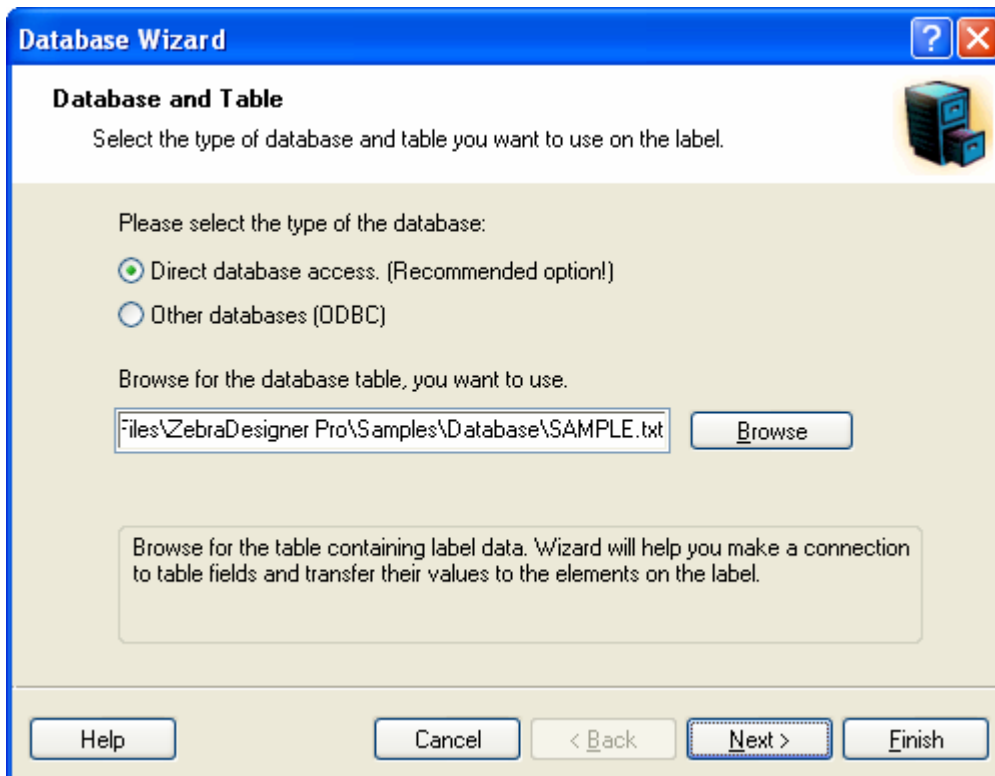 Database Wizard
?
Database and Table
Select the type of database and table you want to use on the label.
Please select the type of the database:
Direct database access. (Recommended option!)
Other databases (ODBC)
Browse for the database table, you want to use.
Files\ZebraDesigner Pro\Samples\Database\SAMPLE.txt
Browse
Browse for the table containing label data. Wizard will help you make a connection
to table fields and transfer their values to the elements on the label.
Help
Cancel
< Back
Next >
Finish